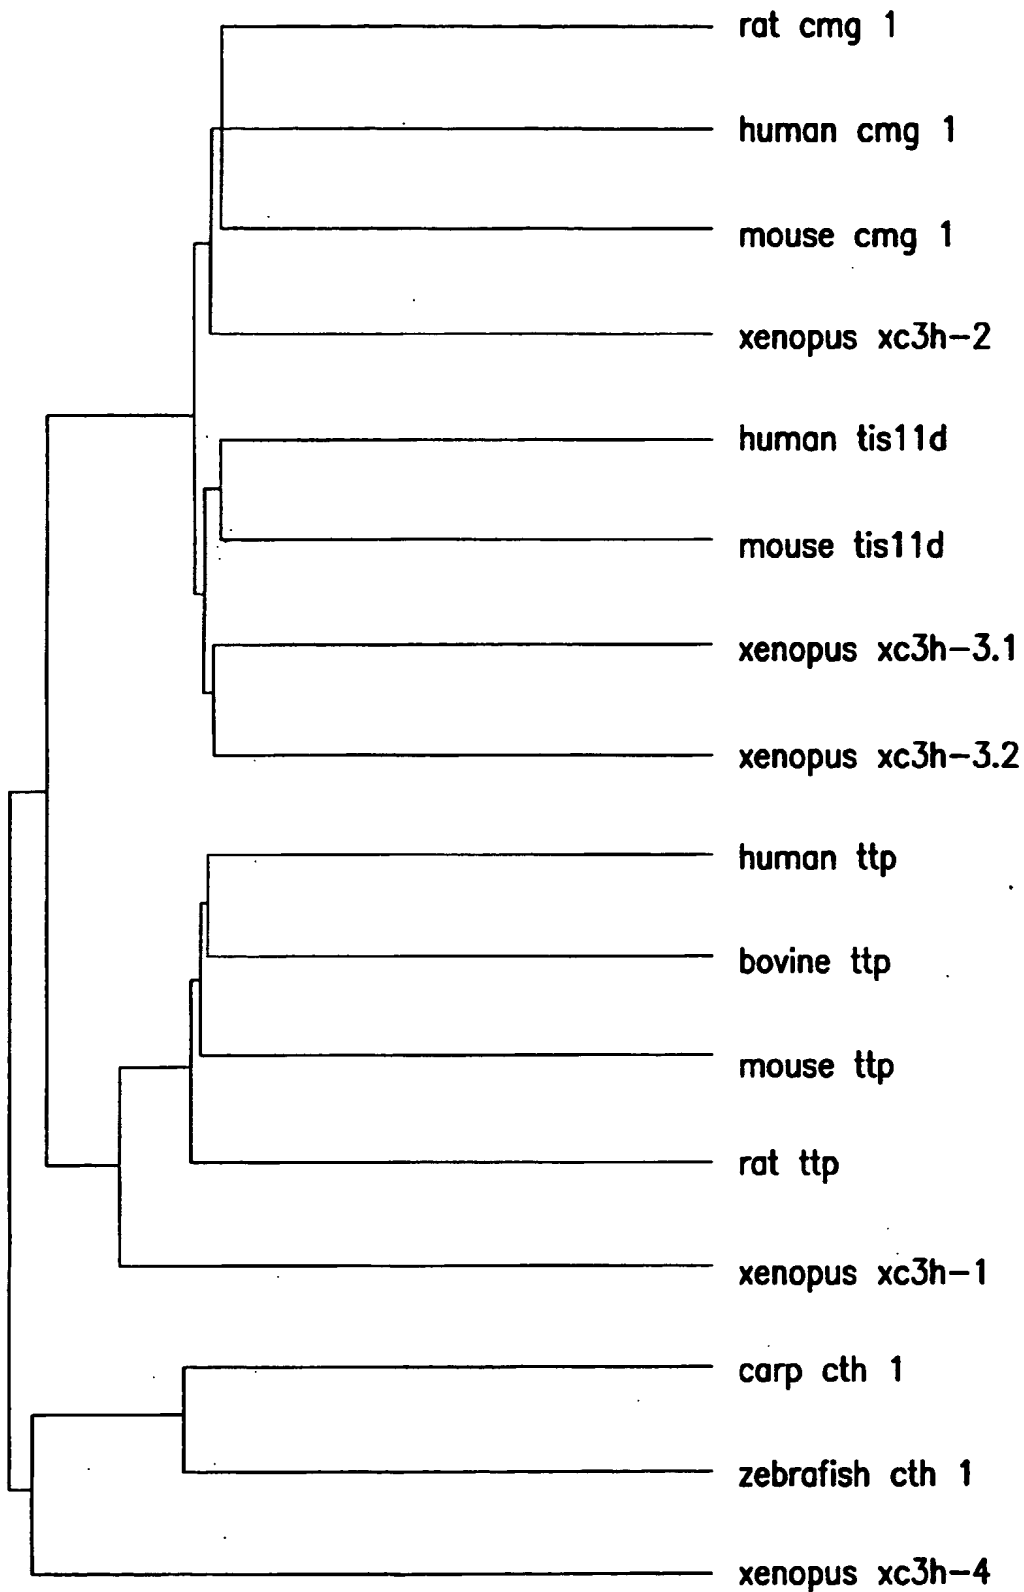 rat cmg 1
human cmg 1
mouse cmg 1
xenopus xc3h-2
human tis11d
mouse tis11d
xenopus xc3h-3.1
xenopus xc3h-3.2
human ttp
bovine ttp
mouse ttp
rat ttp
xenopus xc3h-1
carp cth 1
zebrafish cth 1
xenopus xc3h-4